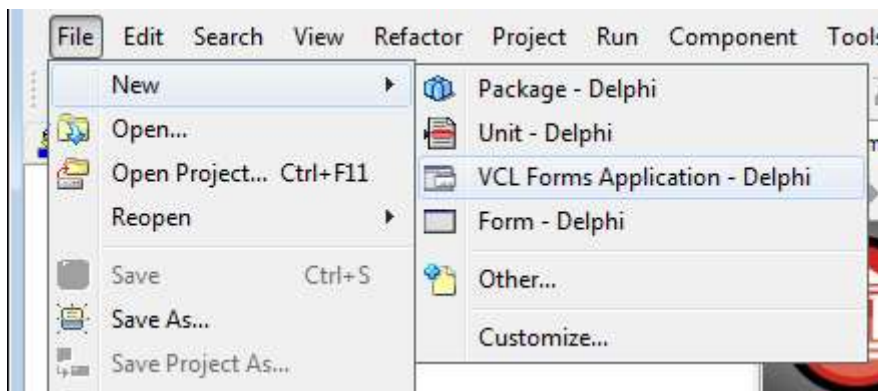 File Edit Search View Refactor Project Run Component Tools
New
Open...
Open Project... Ctrl+F11
Reopen
Save Ctrl+S
Save As...
Save Project As...
Package - Delphi
Unit - Delphi
VCL Forms Application - Delphi
Form - Delphi
Other...
Customize...